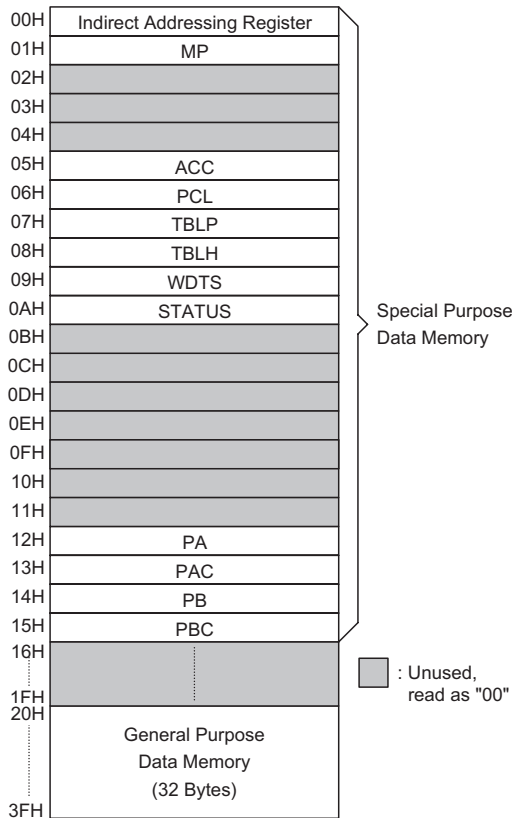 00H Indirect Addressing Register
01H MP
02H
03H
04H
05H ACC
06H PCL
07H TBLP
08H TBLH
09H WDTS
0AH STATUS
0BH
0CH
0DH
0EH
0FH
10H
11H
12H PA
13H PAC
14H PB
15H PBC
16H
1FH
20H
General Purpose
Data Memory
(32 Bytes)
3FH
Special Purpose
Data Memory
: Unused,
read as "00"